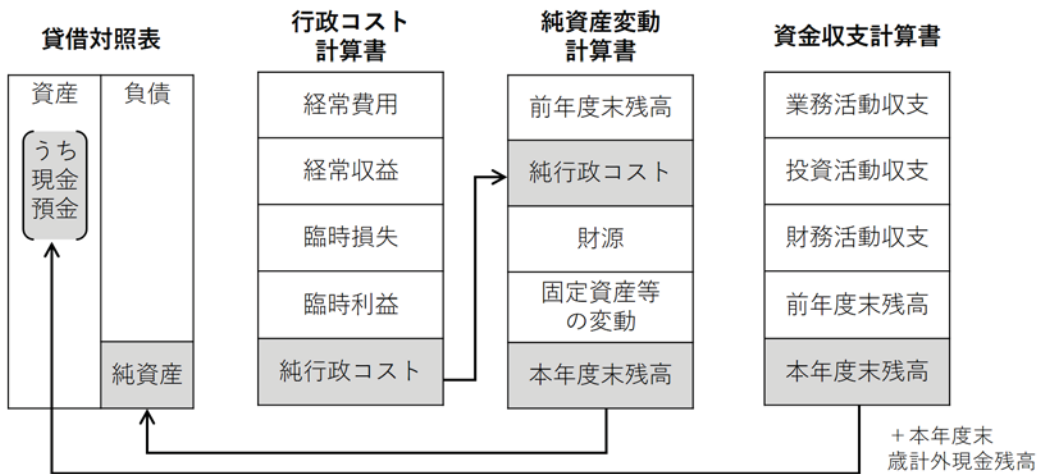 貸借対照表
資産
負債
うち
現金
預金
純資産
行政コスト
計算書
経常費用
経常収益
臨時損失
臨時利益
純行政コスト
純資産変動
計算書
前年度末残高
純行政コスト
財源
固定資産等
の変動
本年度末残高
資金収支計算書
業務活動収支
投資活動収支
財務活動収支
前年度末残高
本年度末残高
＋本年度末
歳計外現金残高